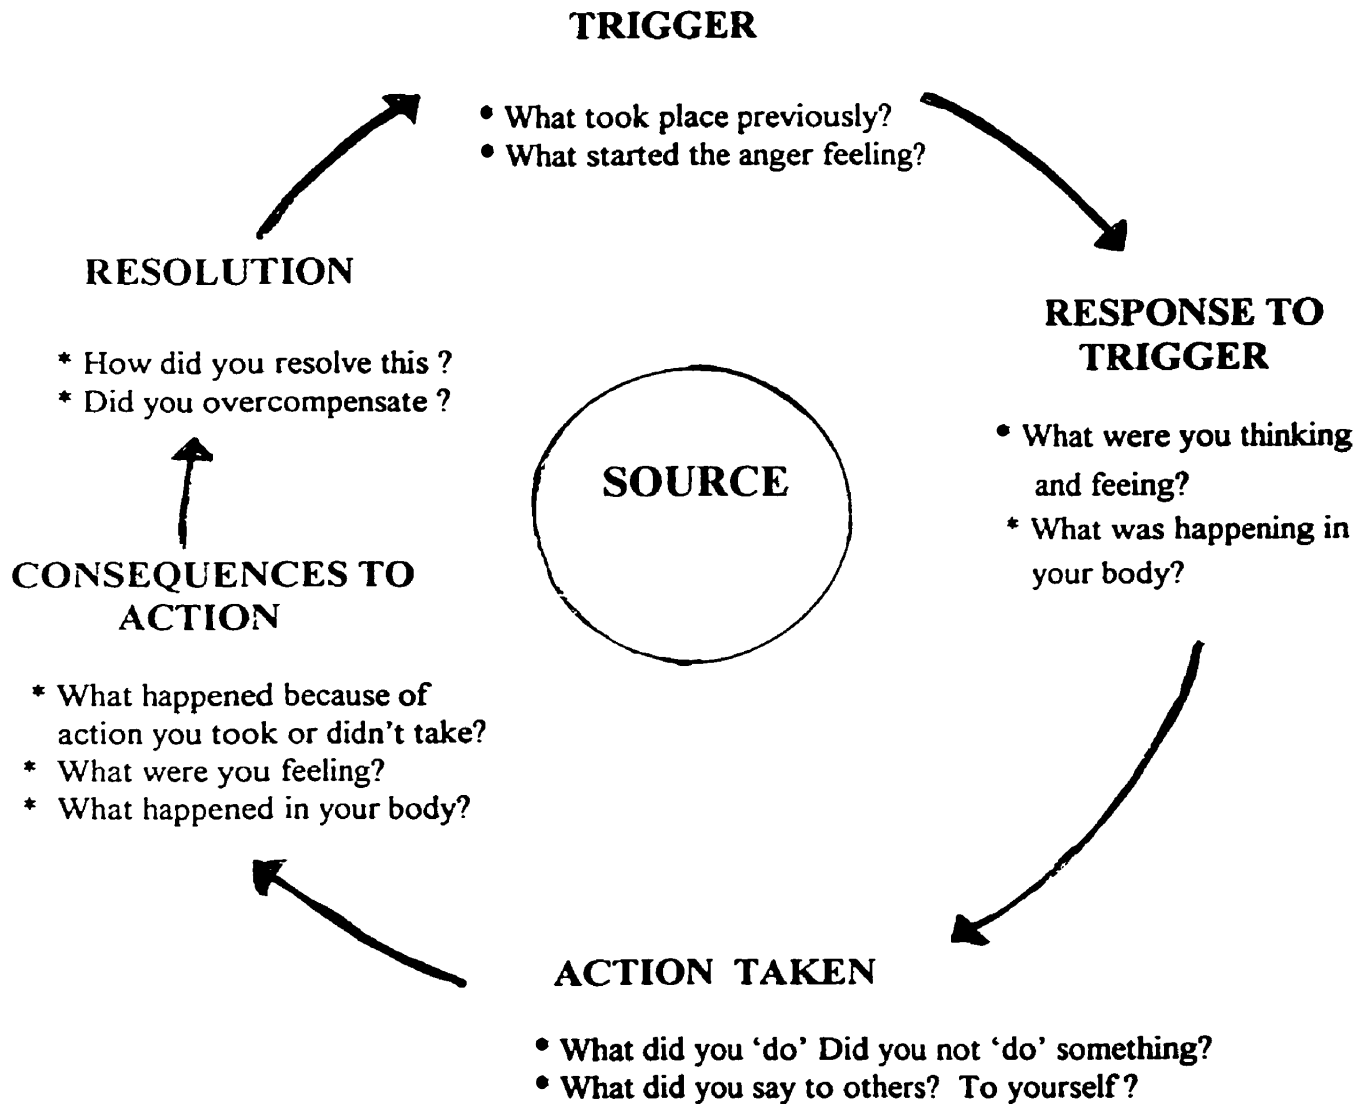 TRIGGER
• What took place previously?
• What started the anger feeling?
RESPONSE TO
TRIGGER
• What were you thinking
and feeing?
* What was happening in
your body?
ACTION TAKEN
• What did you ‘do’ Did you not ‘do’ something?
• What did you say to others? To yourself?
CONSEQUENCES TO
ACTION
* What happened because of
action you took or didn’t take?
* What were you feeling?
* What happened in your body?
RESOLUTION
* How did you resolve this ?
* Did you overcompensate ?
SOURCE